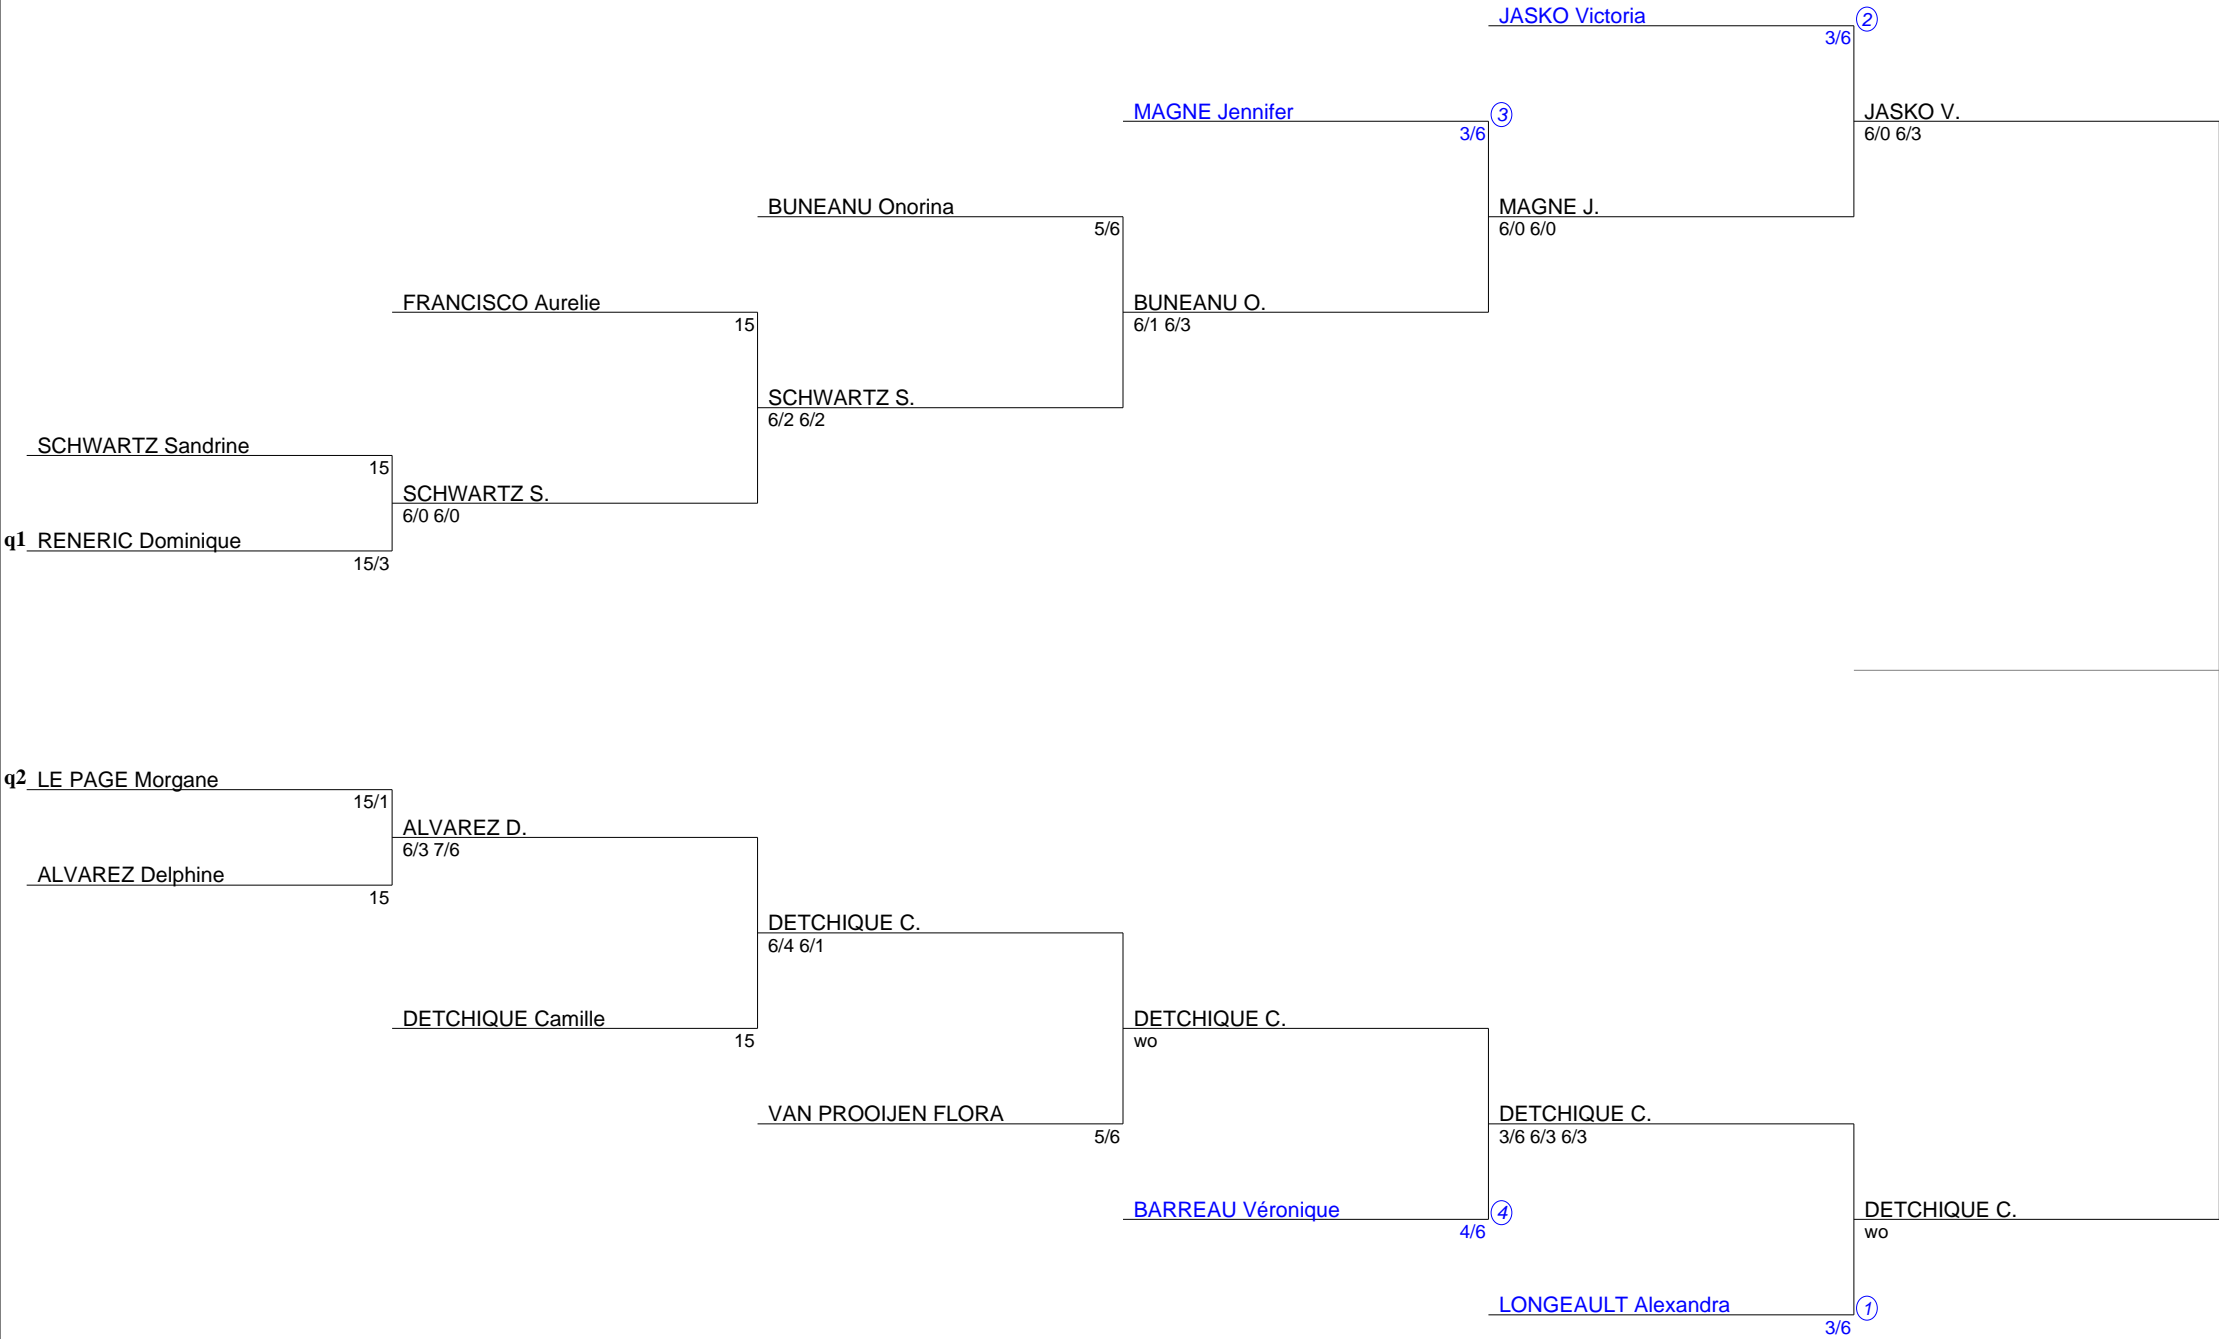 JASKO Victoria 2
3/6
MAGNE Jennifer 3
3/6
JASKO V.
6/0 6/3
BUNEANU Onorina
5/6
MAGNE J.
6/0 6/0
FRANCISCO Aurelie
15
BUNEANU O.
6/1 6/3
SCHWARTZ S.
6/2 6/2
SCHWARTZ Sandrine
15
SCHWARTZ S.
6/0 6/0
q1 RENERIC Dominique
15/3
q2 LE PAGE Morgane
15/1
ALVAREZ D.
6/3 7/6
ALVAREZ Delphine
15
DETCHIQUE C.
6/4 6/1
DETCHIQUE Camille
15
DETCHIQUE C.
wo
VAN PROOIJEN FLORA
5/6
DETCHIQUE C.
3/6 6/3 6/3
BARREAU Véronique 4
4/6
DETCHIQUE C.
wo
LONGEAULT Alexandra 1
3/6